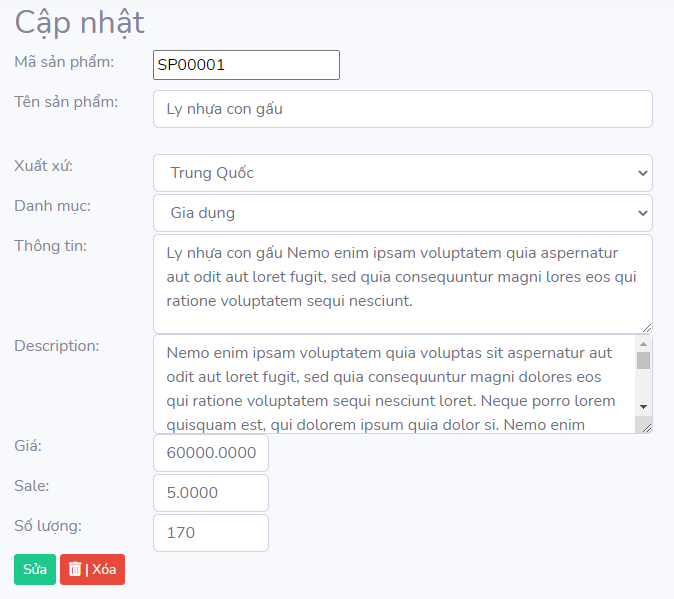 Cập nhật
Mã sản phẩm: SP00001
Tên sản phẩm: Ly nhựa con gấu
Xuất xứ: Trung Quốc
Danh mục: Gia dụng
Thông tin: Ly nhựa con gấu Nemo enim ipsam voluptatem quia aspernatur
aut odit aut loret fugit, sed quia consequuntur magni lores eos qui
ratione voluptatem sequi nesciunt.
Description: Nemo enim ipsam voluptatem quia voluptas sit aspernatur aut
odit aut loret fugit, sed quia consequuntur magni dolores eos
qui ratione voluptatem sequi nesciunt loret. Neque porro lorem
quisquam est, qui dolorem ipsum quia dolor si. Nemo enim
Giá: 60000.0000
Sale: 5.0000
Số lượng: 170
Sửa | Xóa